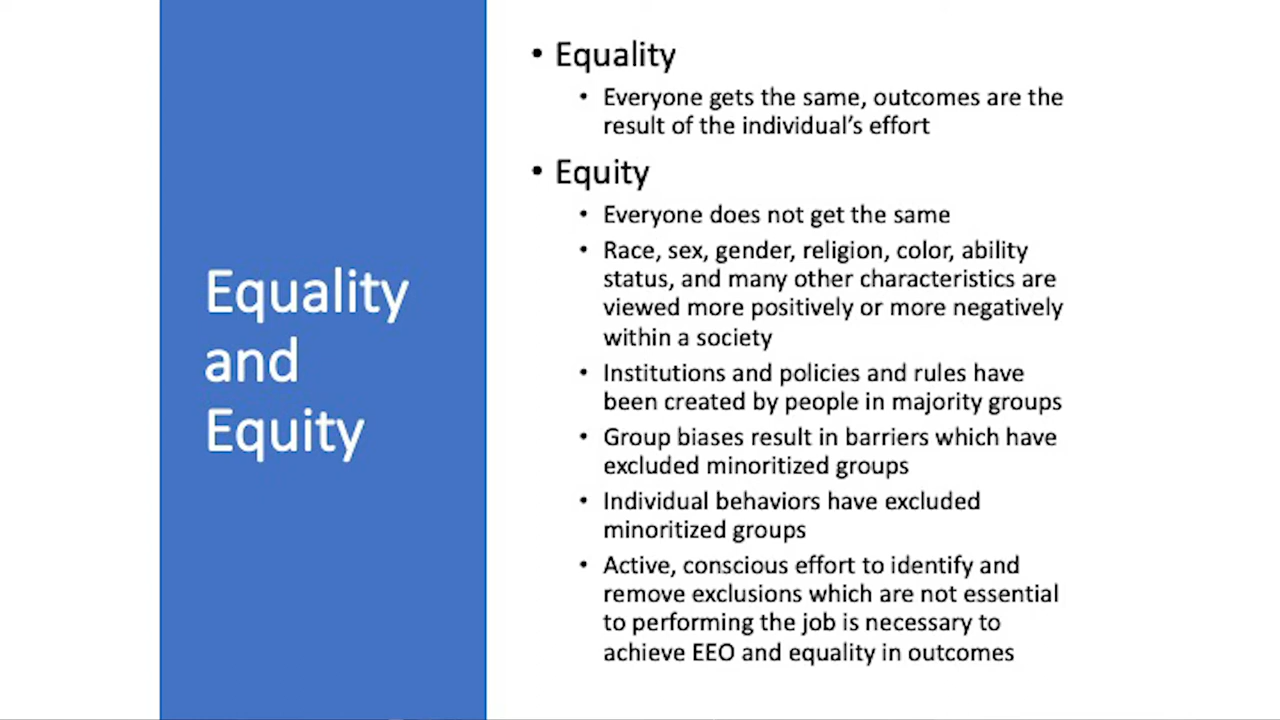 Equality
and
Equity
• Equality
• Everyone gets the same, outcomes are the
result of the individual's effort
• Equity
• Everyone does not get the same
• Race, sex, gender, religion, color, ability
status, and many other characteristics are
viewed more positively or more negatively
within a society
• Institutions and policies and rules have
been created by people in majority groups
• Group biases result in barriers which have
excluded minoritized groups
• Individual behaviors have excluded
minoritized groups
• Active, conscious effort to identify and
remove exclusions which are not essential
to performing the job is necessary to
achieve EEO and equality in outcomes